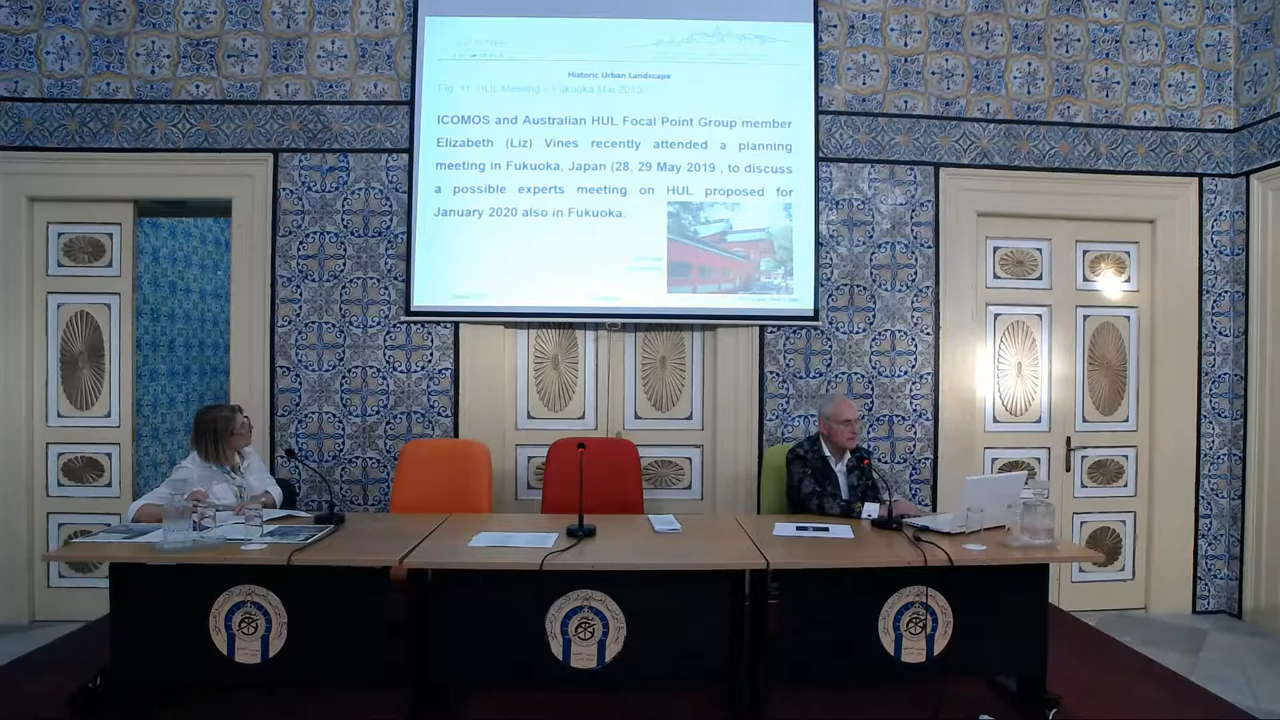 Historic Urban Landscape
Fig. 11. HUL Meeting – Fukuoka Mai 2019
ICOMOS and Australian HUL Focal Point Group member
Elizabeth (Liz) Vines recently attended a planning
meeting in Fukuoka, Japan (28, 29 May 2019 , to discuss
a possible experts meeting on HUL proposed for
January 2020 also in Fukuoka.